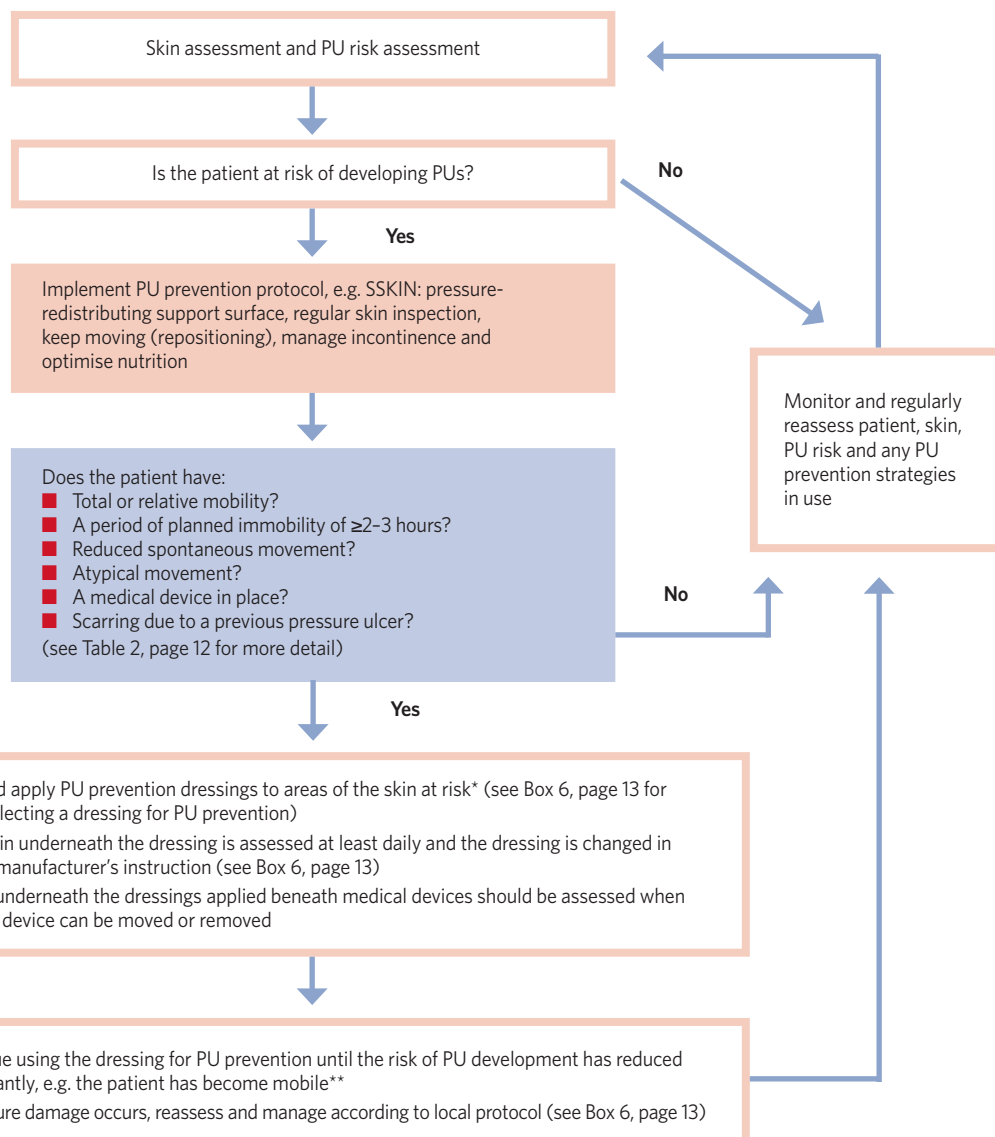 Skin assessment and PU risk assessment
Is the patient at risk of developing PUs?
No
Yes
Implement PU prevention protocol, e.g. SSKIN: pressure-
redistributing support surface, regular skin inspection,
keep moving (repositioning), manage incontinence and
optimise nutrition
Monitor and regularly
reassess patient, skin,
PU risk and any PU
prevention strategies
in use
Does the patient have:
■ Total or relative mobility?
■ A period of planned immobility of ≥2–3 hours?
■ Reduced spontaneous movement?
■ Atypical movement?
■ A medical device in place?
■ Scarring due to a previous pressure ulcer?
(see Table 2, page 12 for more detail)
No
Yes
apply PU prevention dressings to areas of the skin at risk* (see Box 6, page 13 for
a dressing for PU prevention)
underneath the dressing is assessed at least daily and the dressing is changed in
manufacturer's instruction (see Box 6, page 13)
underneath the dressings applied beneath medical devices should be assessed when
device can be moved or removed
using the dressing for PU prevention until the risk of PU development has reduced
e.g. the patient has become mobile**
damage occurs, reassess and manage according to local protocol (see Box 6, page 13)